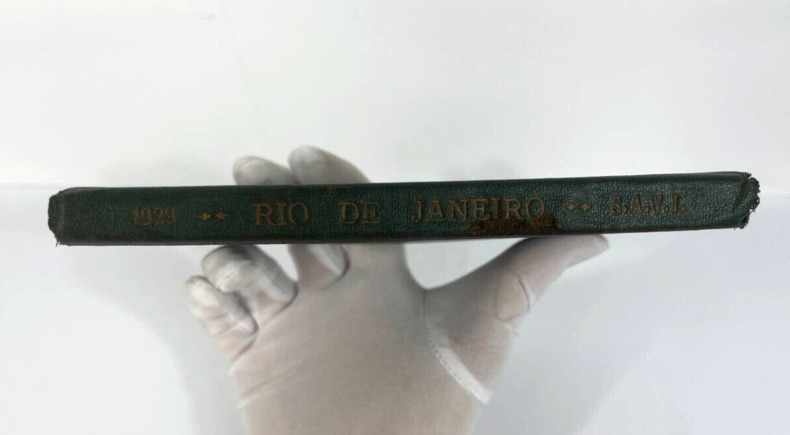 1929 RIO DE JANEIRO S.A.V.I.